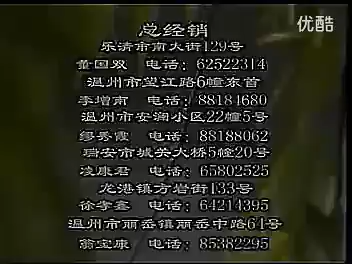 优酷
总经销
乐清市南大街129号
董国双 电话:62522314
温州市望江路6幢东首
李增南 电话:88184680
温州市安澜小区22幢5号
缪秀霞 电话:88188062
瑞安市城关大桥5幢20号
凌康君 电话:65802525
龙港镇方岩街133号
徐孝鑫 电话:64214395
温州市丽岙镇丽岙中路64号
翁宝康 电话:85382295